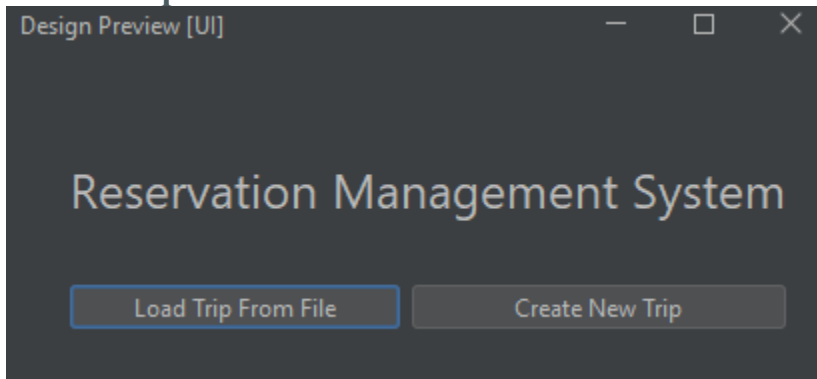 Design Preview [UI]
Reservation Management System
Load Trip From File
Create New Trip